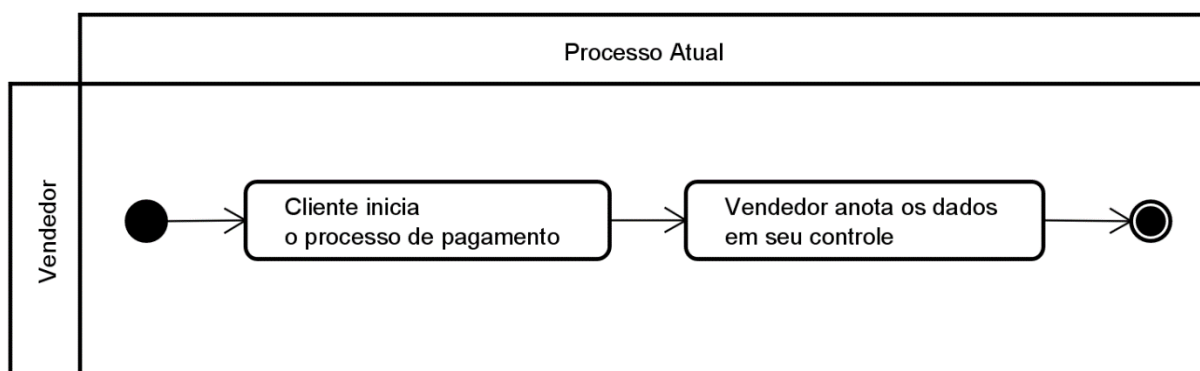 Processo Atual
Vendedor
Cliente inicia
o processo de pagamento
Vendedor anota os dados
em seu controle